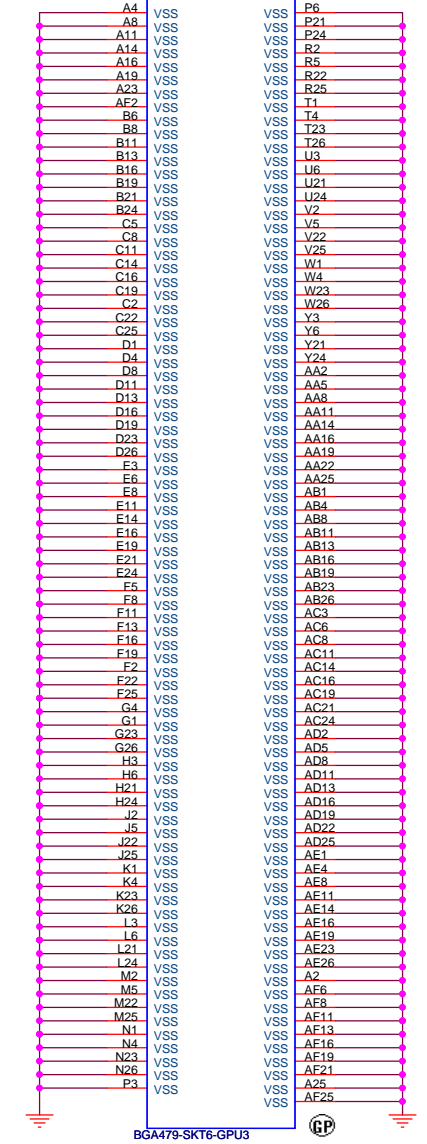 A4 VSS VSS P6
A8 VSS VSS P21
A11 VSS VSS P24
A14 VSS VSS R2
A16 VSS VSS R5
A19 VSS VSS R22
A23 VSS VSS R25
AF2 VSS VSS T1
B6 VSS VSS T4
B8 VSS VSS T23
B11 VSS VSS T26
B13 VSS VSS U3
B16 VSS VSS U6
B19 VSS VSS U21
B21 VSS VSS U24
B24 VSS VSS V2
C5 VSS VSS V5
C8 VSS VSS V22
C11 VSS VSS V25
C14 VSS VSS W1
C16 VSS VSS W4
C19 VSS VSS W23
C2 VSS VSS W26
C22 VSS VSS Y3
C25 VSS VSS Y6
D1 VSS VSS Y21
D4 VSS VSS Y24
D8 VSS VSS AA2
D11 VSS VSS AA5
D13 VSS VSS AA8
D16 VSS VSS AA11
D19 VSS VSS AA14
D23 VSS VSS AA16
D26 VSS VSS AA19
E3 VSS VSS AA22
E6 VSS VSS AA25
E8 VSS VSS AB1
E11 VSS VSS AB4
E14 VSS VSS AB8
E16 VSS VSS AB11
E19 VSS VSS AB13
E21 VSS VSS AB16
E24 VSS VSS AB19
F5 VSS VSS AB23
F8 VSS VSS AB26
F11 VSS VSS AC3
F13 VSS VSS AC6
F16 VSS VSS AC8
F19 VSS VSS AC11
F2 VSS VSS AC14
F22 VSS VSS AC16
F25 VSS VSS AC19
G4 VSS VSS AC21
G1 VSS VSS AC24
G23 VSS VSS AD2
G26 VSS VSS AD5
H3 VSS VSS AD8
H6 VSS VSS AD11
H21 VSS VSS AD13
H24 VSS VSS AD16
J2 VSS VSS AD19
J5 VSS VSS AD22
J22 VSS VSS AD25
J25 VSS VSS AE1
K1 VSS VSS AE4
K4 VSS VSS AE8
K23 VSS VSS AE11
K26 VSS VSS AE14
L3 VSS VSS AE16
L6 VSS VSS AE19
L21 VSS VSS AE23
L24 VSS VSS AE26
M2 VSS VSS A2
M5 VSS VSS AF6
M22 VSS VSS AF8
M25 VSS VSS AF11
N1 VSS VSS AF13
N4 VSS VSS AF16
N23 VSS VSS AF19
N26 VSS VSS AF21
P3 VSS VSS A25
VSS AF25
BGA479-SKT6-GPU3
GP